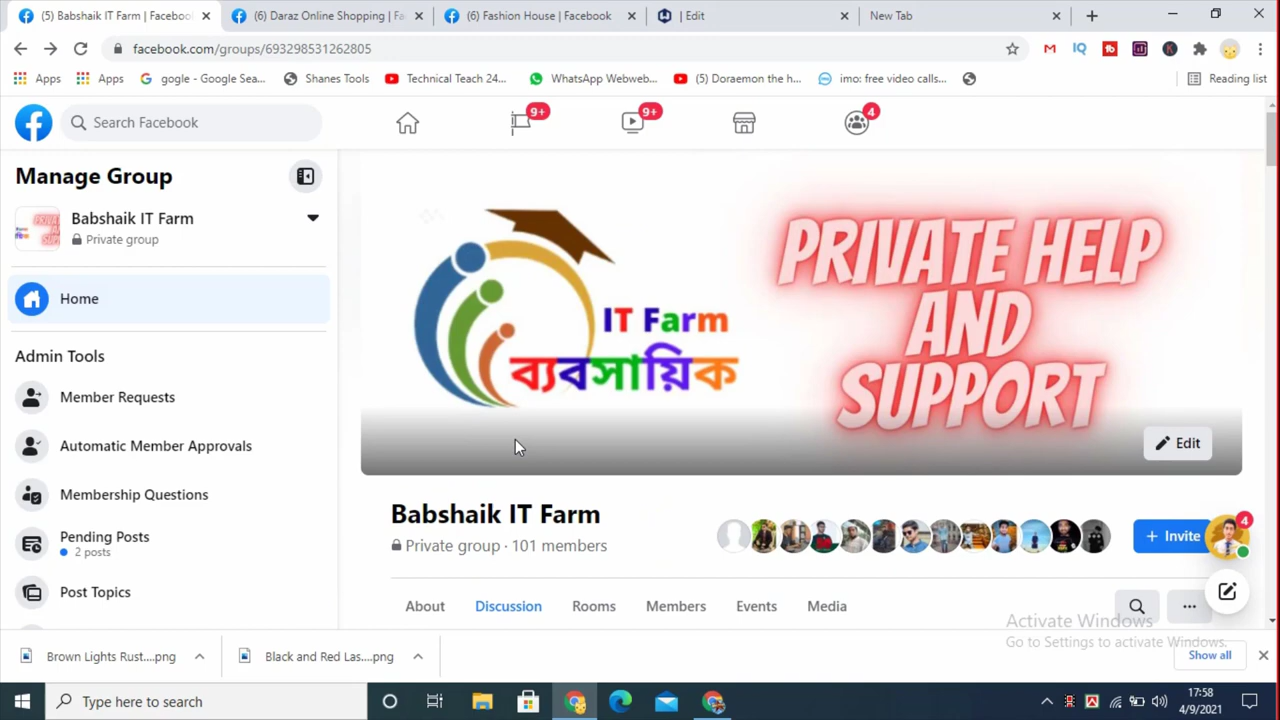 (5) Babshaik IT Farm | Facebook
(6) Daraz Online Shopping | Fa
(6) Fashion House | Facebook
| Edit
New Tab
facebook.com/groups/693298531262805
Apps
Apps
gogle - Google Sea...
Shanes Tools
Technical Teach 24...
WhatsApp Webweb...
(5) Doraemon the h...
imo: free video calls...
Reading list
Search Facebook
9+
9+
4
Manage Group
Babshaik IT Farm
Private group
Home
Admin Tools
Member Requests
Automatic Member Approvals
Membership Questions
Pending Posts
2 posts
Post Topics
IT Farm
ব্যবসায়িক
PRIVATE HELP
AND
SUPPORT
Edit
Babshaik IT Farm
Private group · 101 members
+ Invite
4
About
Discussion
Rooms
Members
Events
Media
Activate Windows
Go to Settings to activate Windows.
Brown Lights Rust....png
Black and Red Las....png
Show all
Type here to search
17:58
4/9/2021